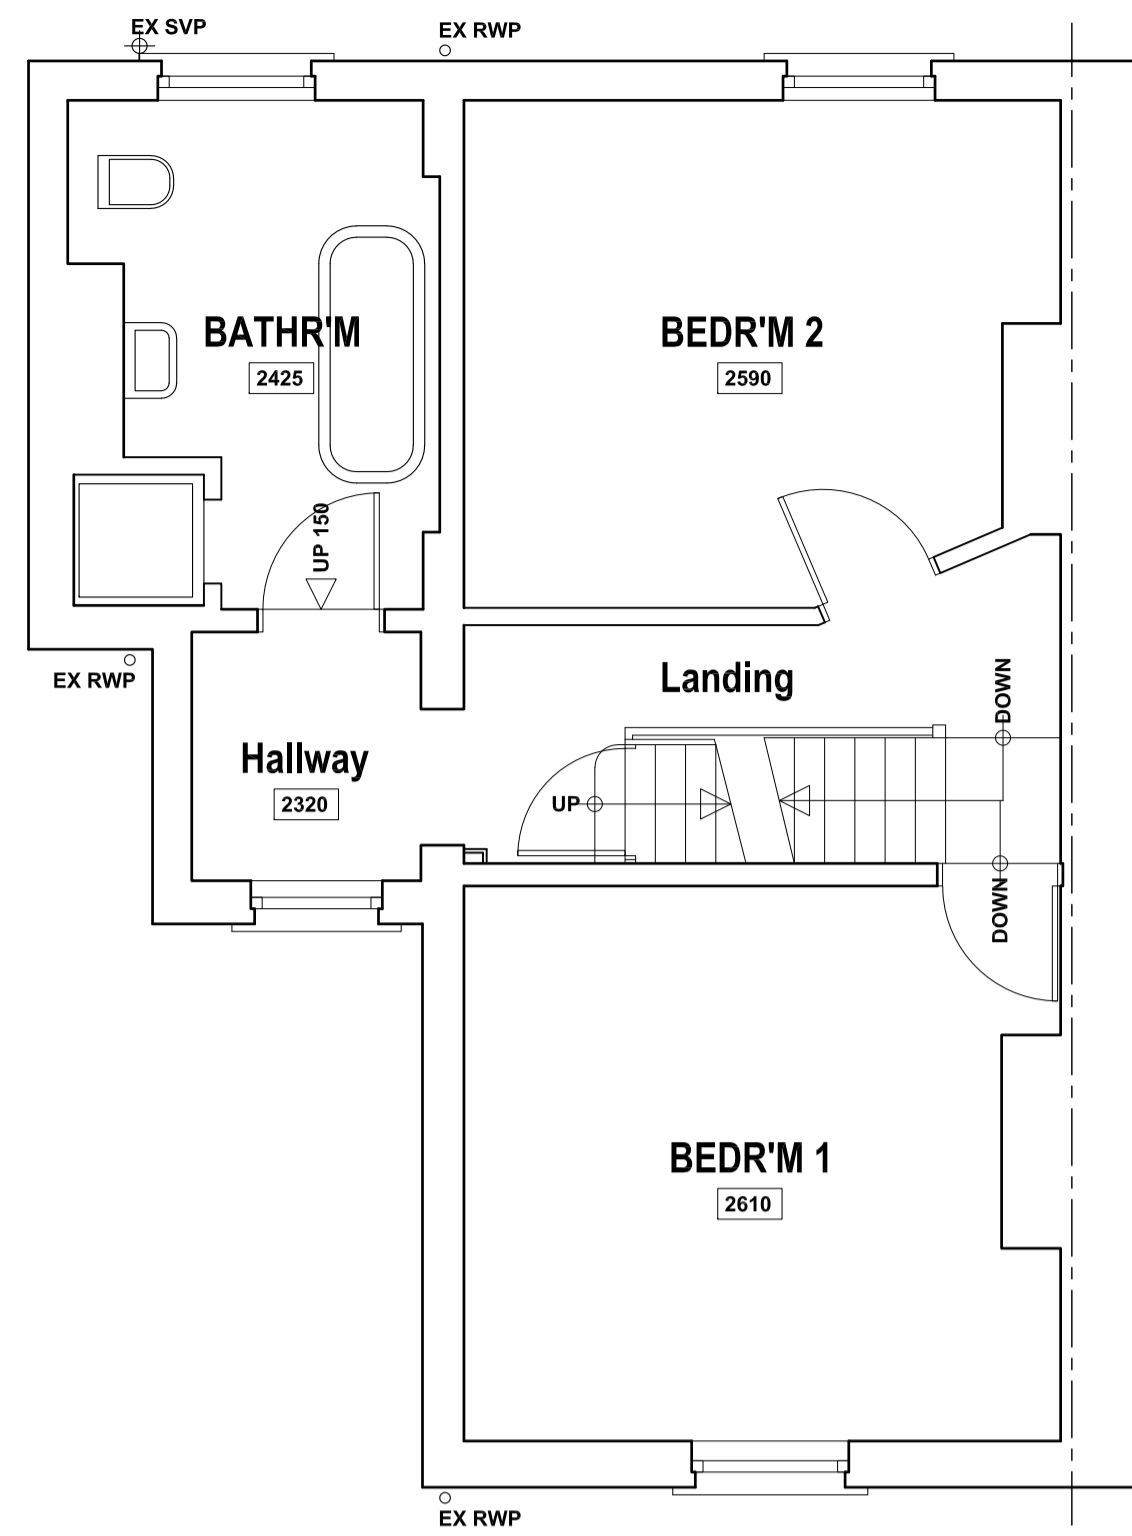 EX SVP
EX RWP
BATHR'M
2425
BEDR'M 2
2590
UP 150
EX RWP
Landing
DOWN
Hallway
2320
UP
DOWN
BEDR'M 1
2610
EX RWP